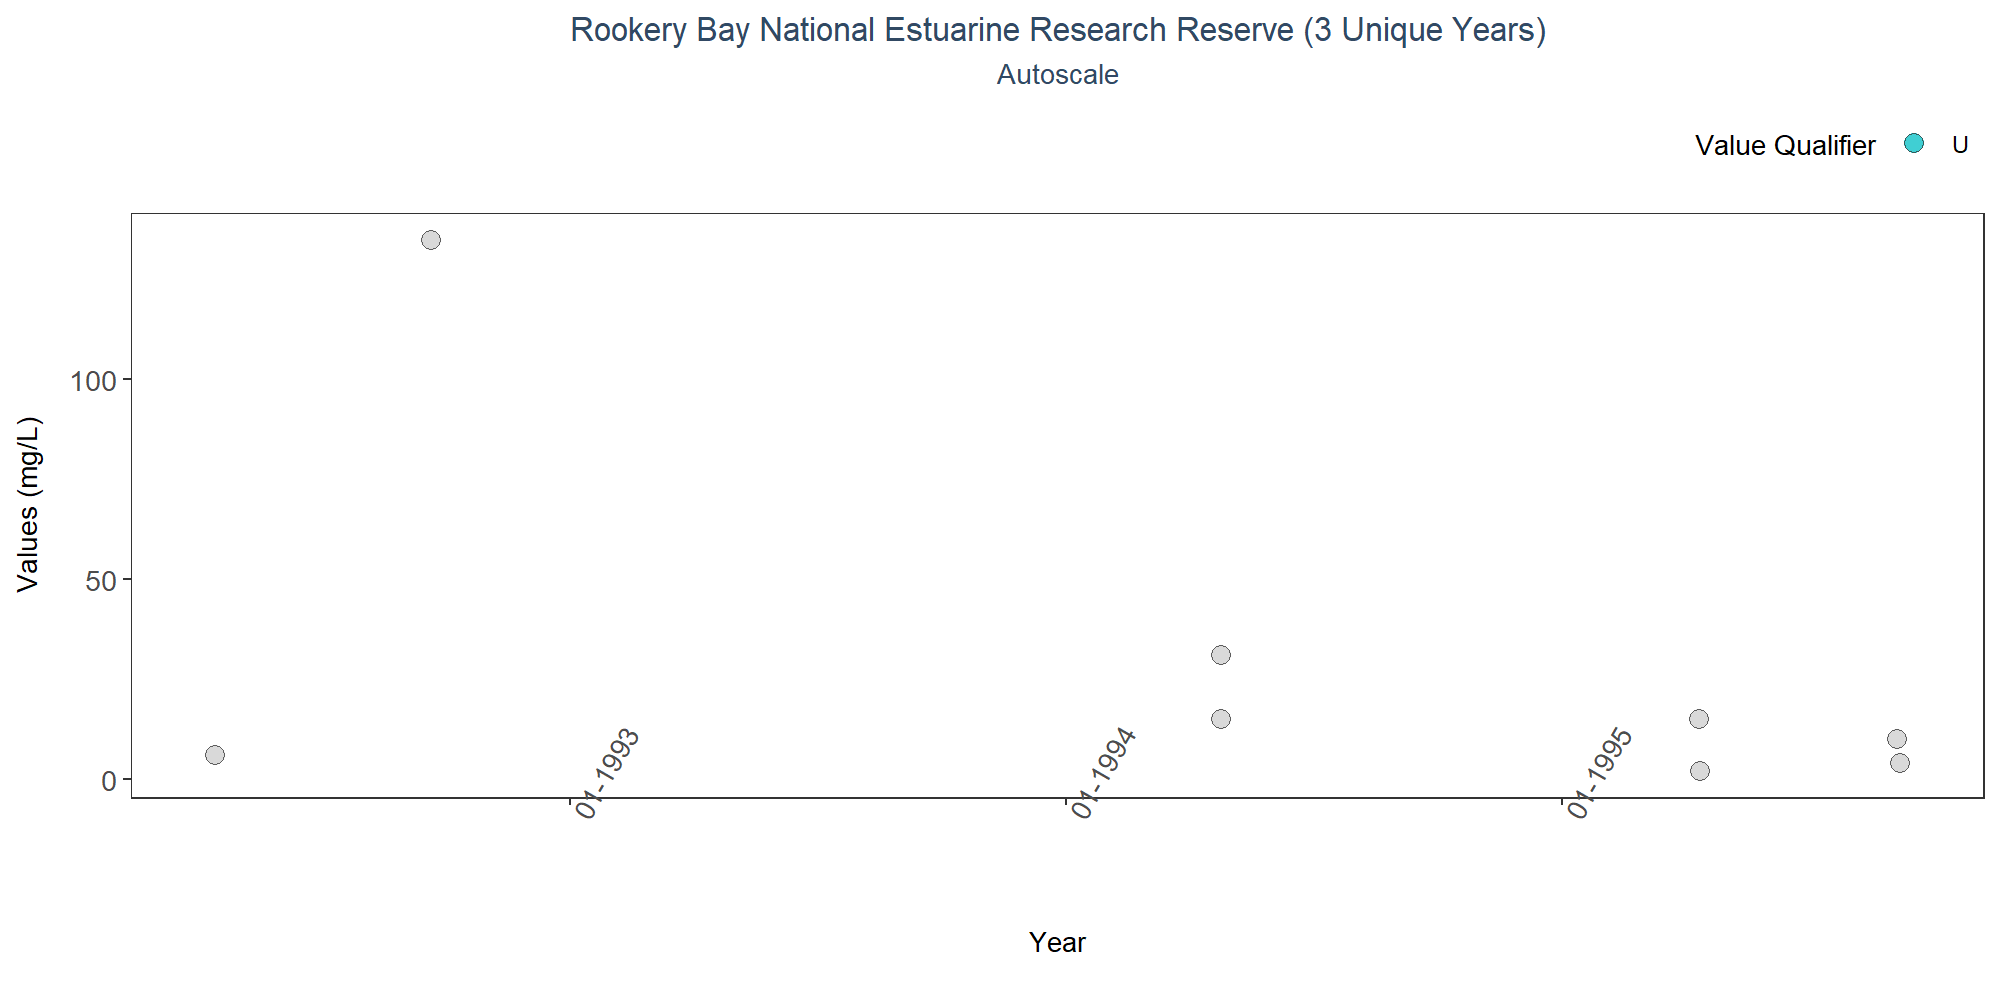 Rookery Bay National Estuarine Research Reserve (3 Unique Years)
Autoscale
Value Qualifier U
Values (mg/L)
100
50
0
01-1993
01-1994
01-1995
Year